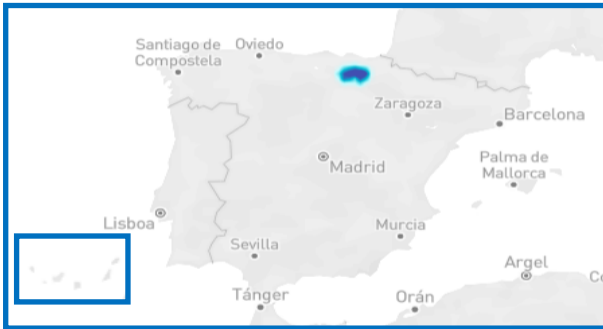 Santiago de
Compostela
Oviedo
Zaragoza
Barcelona
Madrid
Palma de
Mallorca
Lisboa
Murcia
Sevilla
Argel
Tánger
Orán